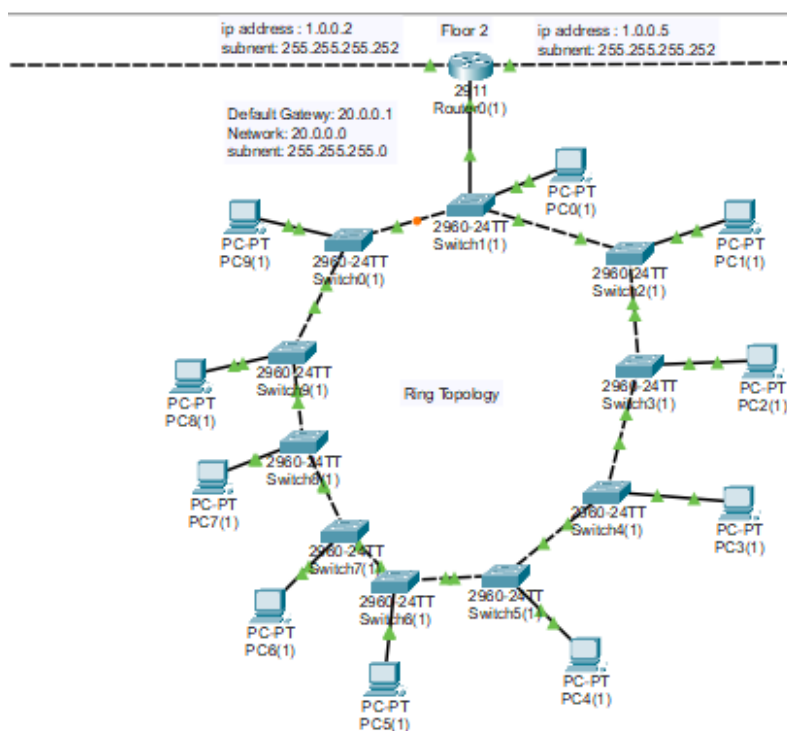 ip address : 1.0.0.2
subnent: 255.255.255.252
Floor 2
ip address : 1.0.0.5
subnent: 255.255.255.252
2911
Router0(1)
Default Gatewy: 20.0.0.1
Network: 20.0.0.0
subnent: 255.255.255.0
PC-PT
PC0(1)
2960-24TT
Switch1(1)
PC-PT
PC9(1)
2960-24TT
Switch0(1)
2960-24TT
Switch2(1)
PC-PT
PC1(1)
2960-24TT
Switch9(1)
PC-PT
PC8(1)
Ring Topology
2960-24TT
Switch3(1)
PC-PT
PC2(1)
2960-24TT
Switch8(1)
PC-PT
PC7(1)
2960-24TT
Switch4(1)
PC-PT
PC3(1)
2960-24TT
Switch7(1)
2960-24TT
Switch6(1)
2960-24TT
Switch5(1)
PC-PT
PC6(1)
PC-PT
PC4(1)
PC-PT
PC5(1)